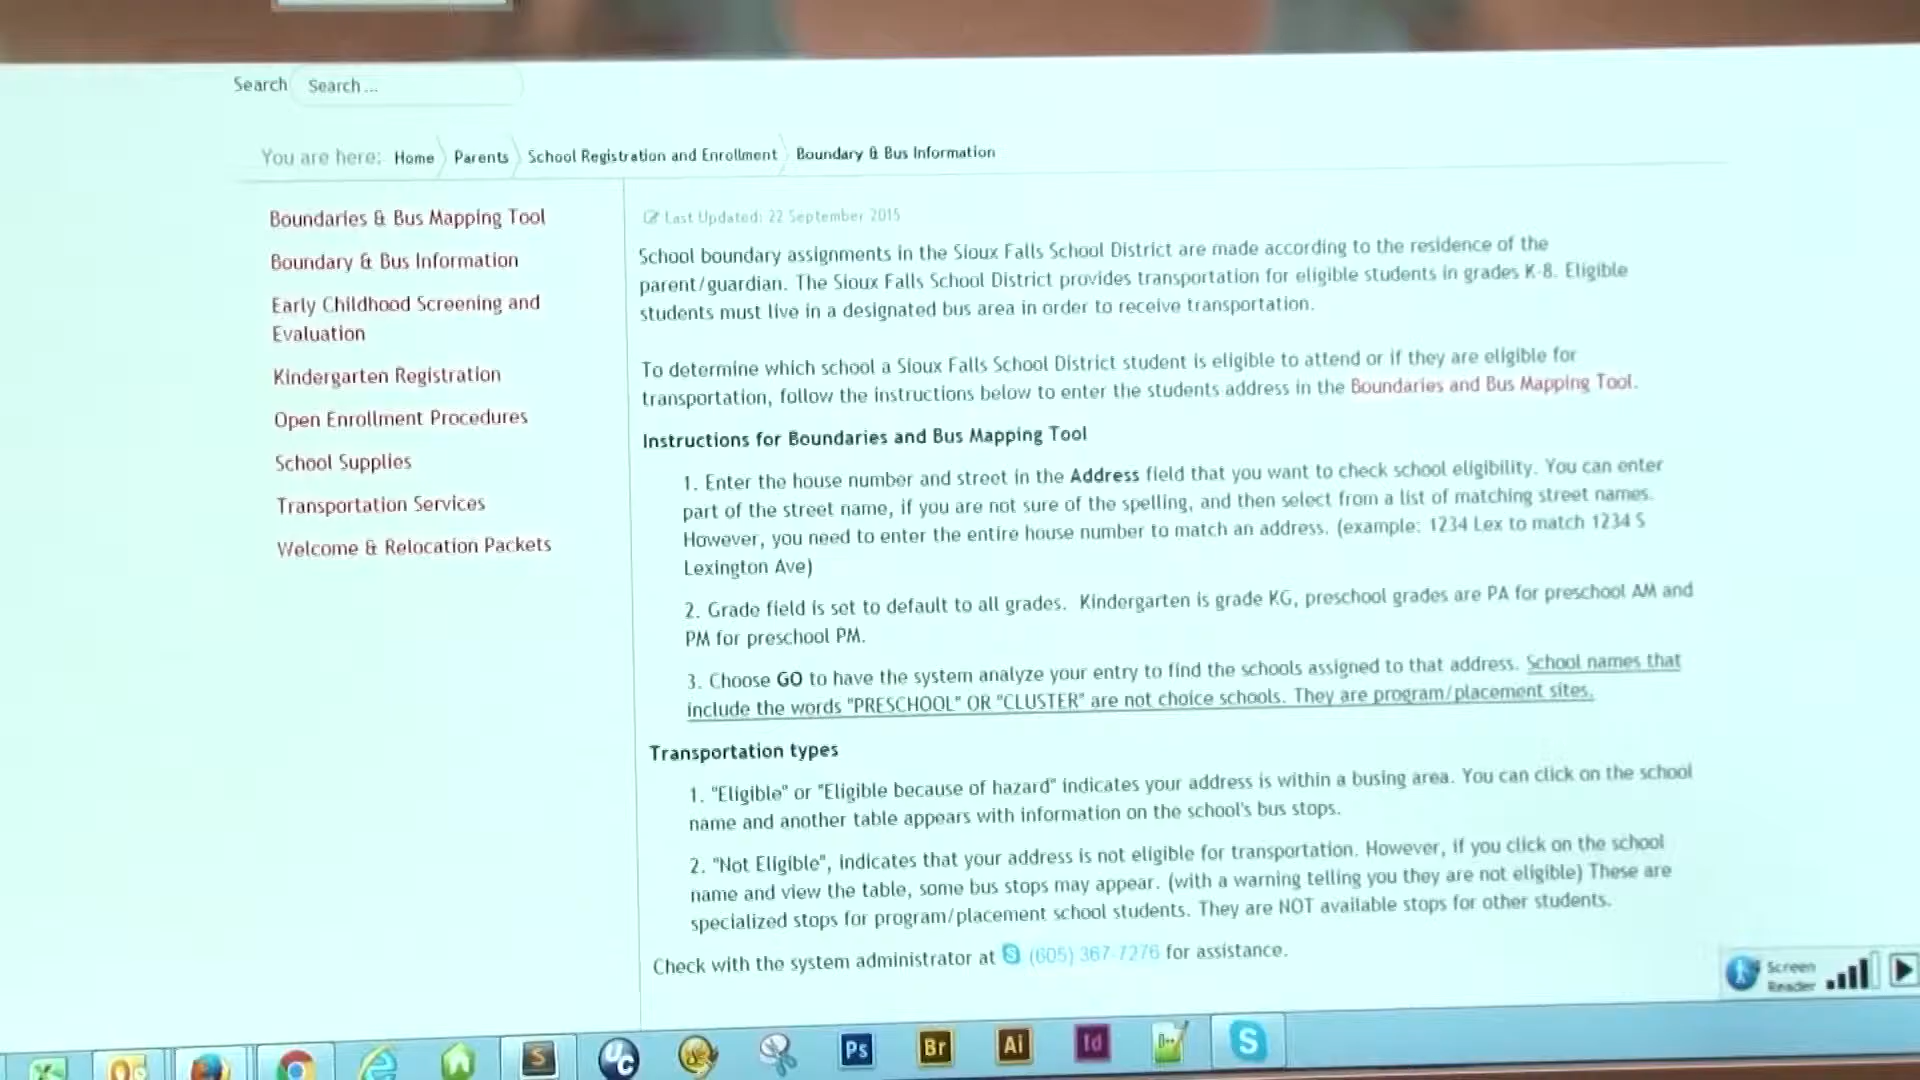 Search Search ...
You are here: Home Parents School Registration and Enrollment Boundary & Bus Information
Boundaries & Bus Mapping Tool
Boundary & Bus Information
Early Childhood Screening and
Evaluation
Kindergarten Registration
Open Enrollment Procedures
School Supplies
Transportation Services
Welcome & Relocation Packets
Last Updated: 22 September 2015
School boundary assignments in the Sioux Falls School District are made according to the residence of the
parent/guardian. The Sioux Falls School District provides transportation for eligible students in grades K-8. Eligible
students must live in a designated bus area in order to receive transportation.
To determine which school a Sioux Falls School District student is eligible to attend or if they are eligible for
transportation, follow the instructions below to enter the students address in the Boundaries and Bus Mapping Tool.
Instructions for Boundaries and Bus Mapping Tool
1. Enter the house number and street in the Address field that you want to check school eligibility. You can enter
part of the street name, if you are not sure of the spelling, and then select from a list of matching street names.
However, you need to enter the entire house number to match an address. (example: 1234 Lex to match 1234 S
Lexington Ave)
2. Grade field is set to default to all grades. Kindergarten is grade KG, preschool grades are PA for preschool AM and
PM for preschool PM.
3. Choose GO to have the system analyze your entry to find the schools assigned to that address. School names that
include the words "PRESCHOOL" OR "CLUSTER" are not choice schools. They are program/placement sites.
Transportation types
1. "Eligible" or "Eligible because of hazard" indicates your address is within a busing area. You can click on the school
name and another table appears with information on the school's bus stops.
2. "Not Eligible", indicates that your address is not eligible for transportation. However, if you click on the school
name and view the table, some bus stops may appear. (with a warning telling you they are not eligible) These are
specialized stops for program/placement school students. They are NOT available stops for other students.
Check with the system administrator at (605) 367-7276 for assistance.
Screen
Reader
S UC Ps Br Ai Id S